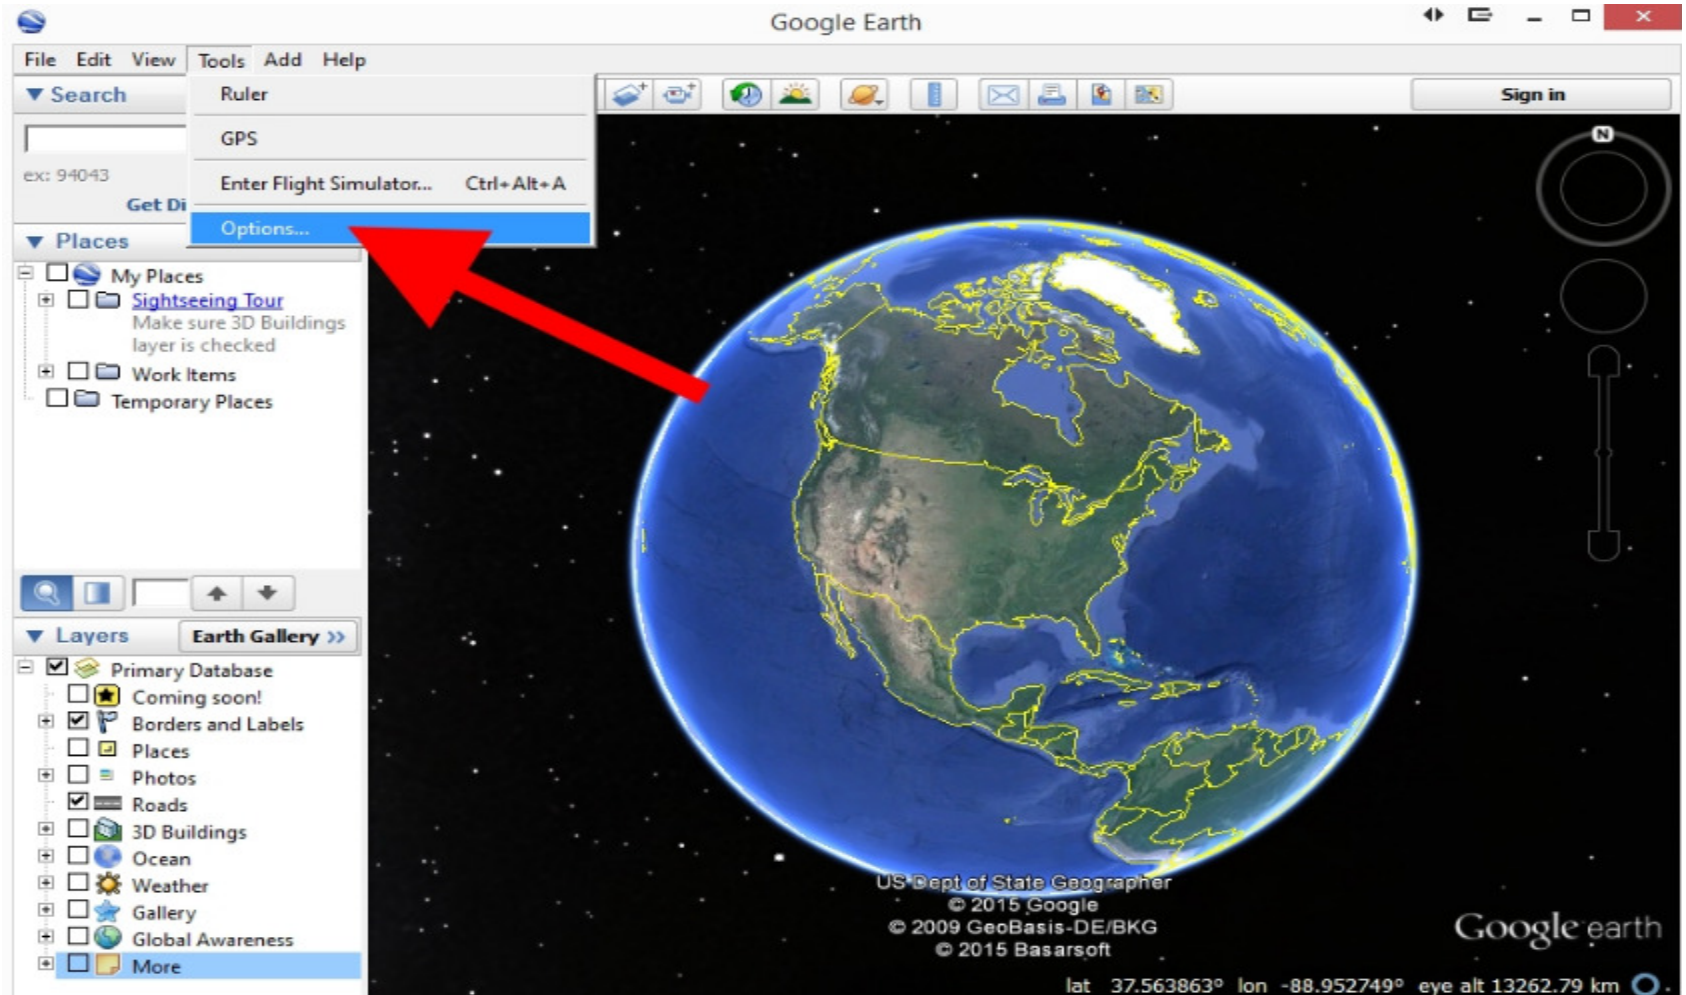 Google Earth
File Edit View Tools Add Help
Search
Ruler
Sign in
N
GPS
ex: 94043
Enter Flight Simulator... Ctrl+Alt+A
Get Di
Options...
Places
My Places
Sightseeing Tour
Make sure 3D Buildings
layer is checked
Work Items
Temporary Places
Layers
Earth Gallery >>
Primary Database
Coming soon!
Borders and Labels
Places
Photos
Roads
3D Buildings
Ocean
Weather
Gallery
Global Awareness
More
US Dept of State Geographer
© 2015 Google
© 2009 GeoBasis-DE/BKG
© 2015 Basarsoft
Google earth
lat 37.563863° lon -88.952749° eye alt 13262.79 km